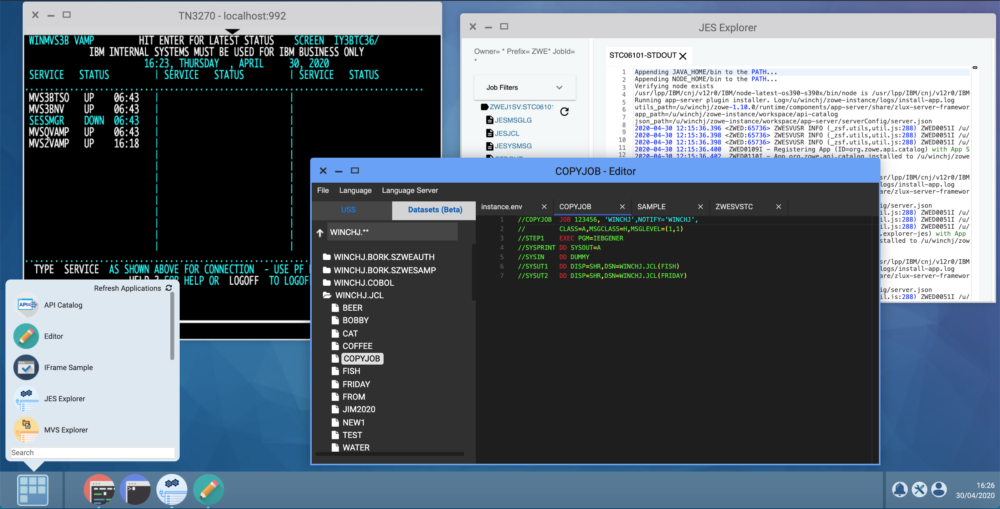 TN3270 - localhost:992
WINMVS3B VAMP HIT ENTER FOR LATEST STATUS SCREEN IY3BTC36/
IBM INTERNAL SYSTEMS MUST BE USED FOR IBM BUSINESS ONLY
16:23, THURSDAY , APRIL 30, 2020
SERVICE STATUS | SERVICE STATUS | SERVICE STATUS
MVS3BTSO UP 06:43
MVS3BNV UP 06:43
SESSMGR DOWN 06:43
MVSQVAMP UP 06:43
MVS2VAMP UP 16:18
TYPE SERVICE AS SHOWN ABOVE FOR CONNECTION - USE PF
HELP ? FOR HELP OR LOGOFF TO LOGOF
JES Explorer
Owner= * Prefix= ZWE* JobId=
*
Job Filters
ZWEJ1SV:STC06101
JESMSGLG
JESJCL
JESYSMSG
STDOUT
STC06101-STDOUT
1 Appending JAVA_HOME/bin to the PATH...
2 Appending NODE_HOME/bin to the PATH...
3 Verifying node exists
4 /usr/lpp/IBM/cnj/v12r0/IBM/node-latest-os390-s390x/bin/node is /usr/lpp/IBM/cnj/v12r0/IBM
5 Running app-server plugin installer. Log=/u/winchj/zowe-instance/logs/install-app.log
6 utils_path=/u/winchj/zowe-1.10.0/runtime/components/app-server/share/zlux-server-framewor
7 app_path=/u/winchj/zowe-instance/workspace/api-catalog
8 json_path=/u/winchj/zowe-instance/workspace/app-server/serverConfig/server.json
9 2020-04-30 12:15:36.396 <ZWED:65736> ZWESVUSR INFO (_zsf.utils,util.js:288) ZWED0051I /u/
10 2020-04-30 12:15:36.398 <ZWED:65736> ZWESVUSR INFO (_zsf.utils,util.js:288) ZWED0051I /u/
11 2020-04-30 12:15:36.398 <ZWED:65736> ZWESVUSR INFO (_zsf.utils,util.js:288) ZWED0051I /u/
12 2020-04-30 12:15:36.400 ZWED0109I - Registering App (ID=org.zowe.api.catalog) with App S
2020-04-30 12:15:36.402 ZWED0110I - App org.zowe.api.catalog installed to /u/winchj/zowe
sr/lpp/IBM/cnj/v12r0/IBM
logs/install-app.log
are/zlux-server-framewor
ig/server.json
il.js:288) ZWED0051I /u/
il.js:288) ZWED0051I /u/
il.js:288) ZWED0051I /u/
.explorer-jes) with App
stalled to /u/winchj/zow
sr/lpp/IBM/cnj/v12r0/IBM
logs/install-app.log
are/zlux-server-framewor
ig/server.json
il.js:288) ZWED0051I /u/
COPYJOB - Editor
File Language Language Server
USS Datasets (Beta)
WINCHJ.**
WINCHJ.BORK.SZWEAUTH
WINCHJ.BORK.SZWESAMP
WINCHJ.COBOL
WINCHJ.JCL
BEER
BOBBY
CAT
COFFEE
COPYJOB
FISH
FRIDAY
FROM
JIM2020
NEW1
TEST
WATER
instance.env COPYJOB SAMPLE ZWESVSTC
1 //COPYJOB JOB 123456, 'WINCHJ',NOTIFY='WINCHJ',
2 // CLASS=A,MSGCLASS=H,MSGLEVEL=(1,1)
3 //STEP1 EXEC PGM=IEBGENER
4 //SYSPRINT DD SYSOUT=A
5 //SYSIN DD DUMMY
6 //SYSUT1 DD DISP=SHR,DSN=WINCHJ.JCL(FISH)
7 //SYSUT2 DD DISP=SHR,DSN=WINCHJ.JCL(FRIDAY)
Refresh Applications
API
API Catalog
Editor
IFrame Sample
JES Explorer
MVS Explorer
Search
16:26
30/04/2020